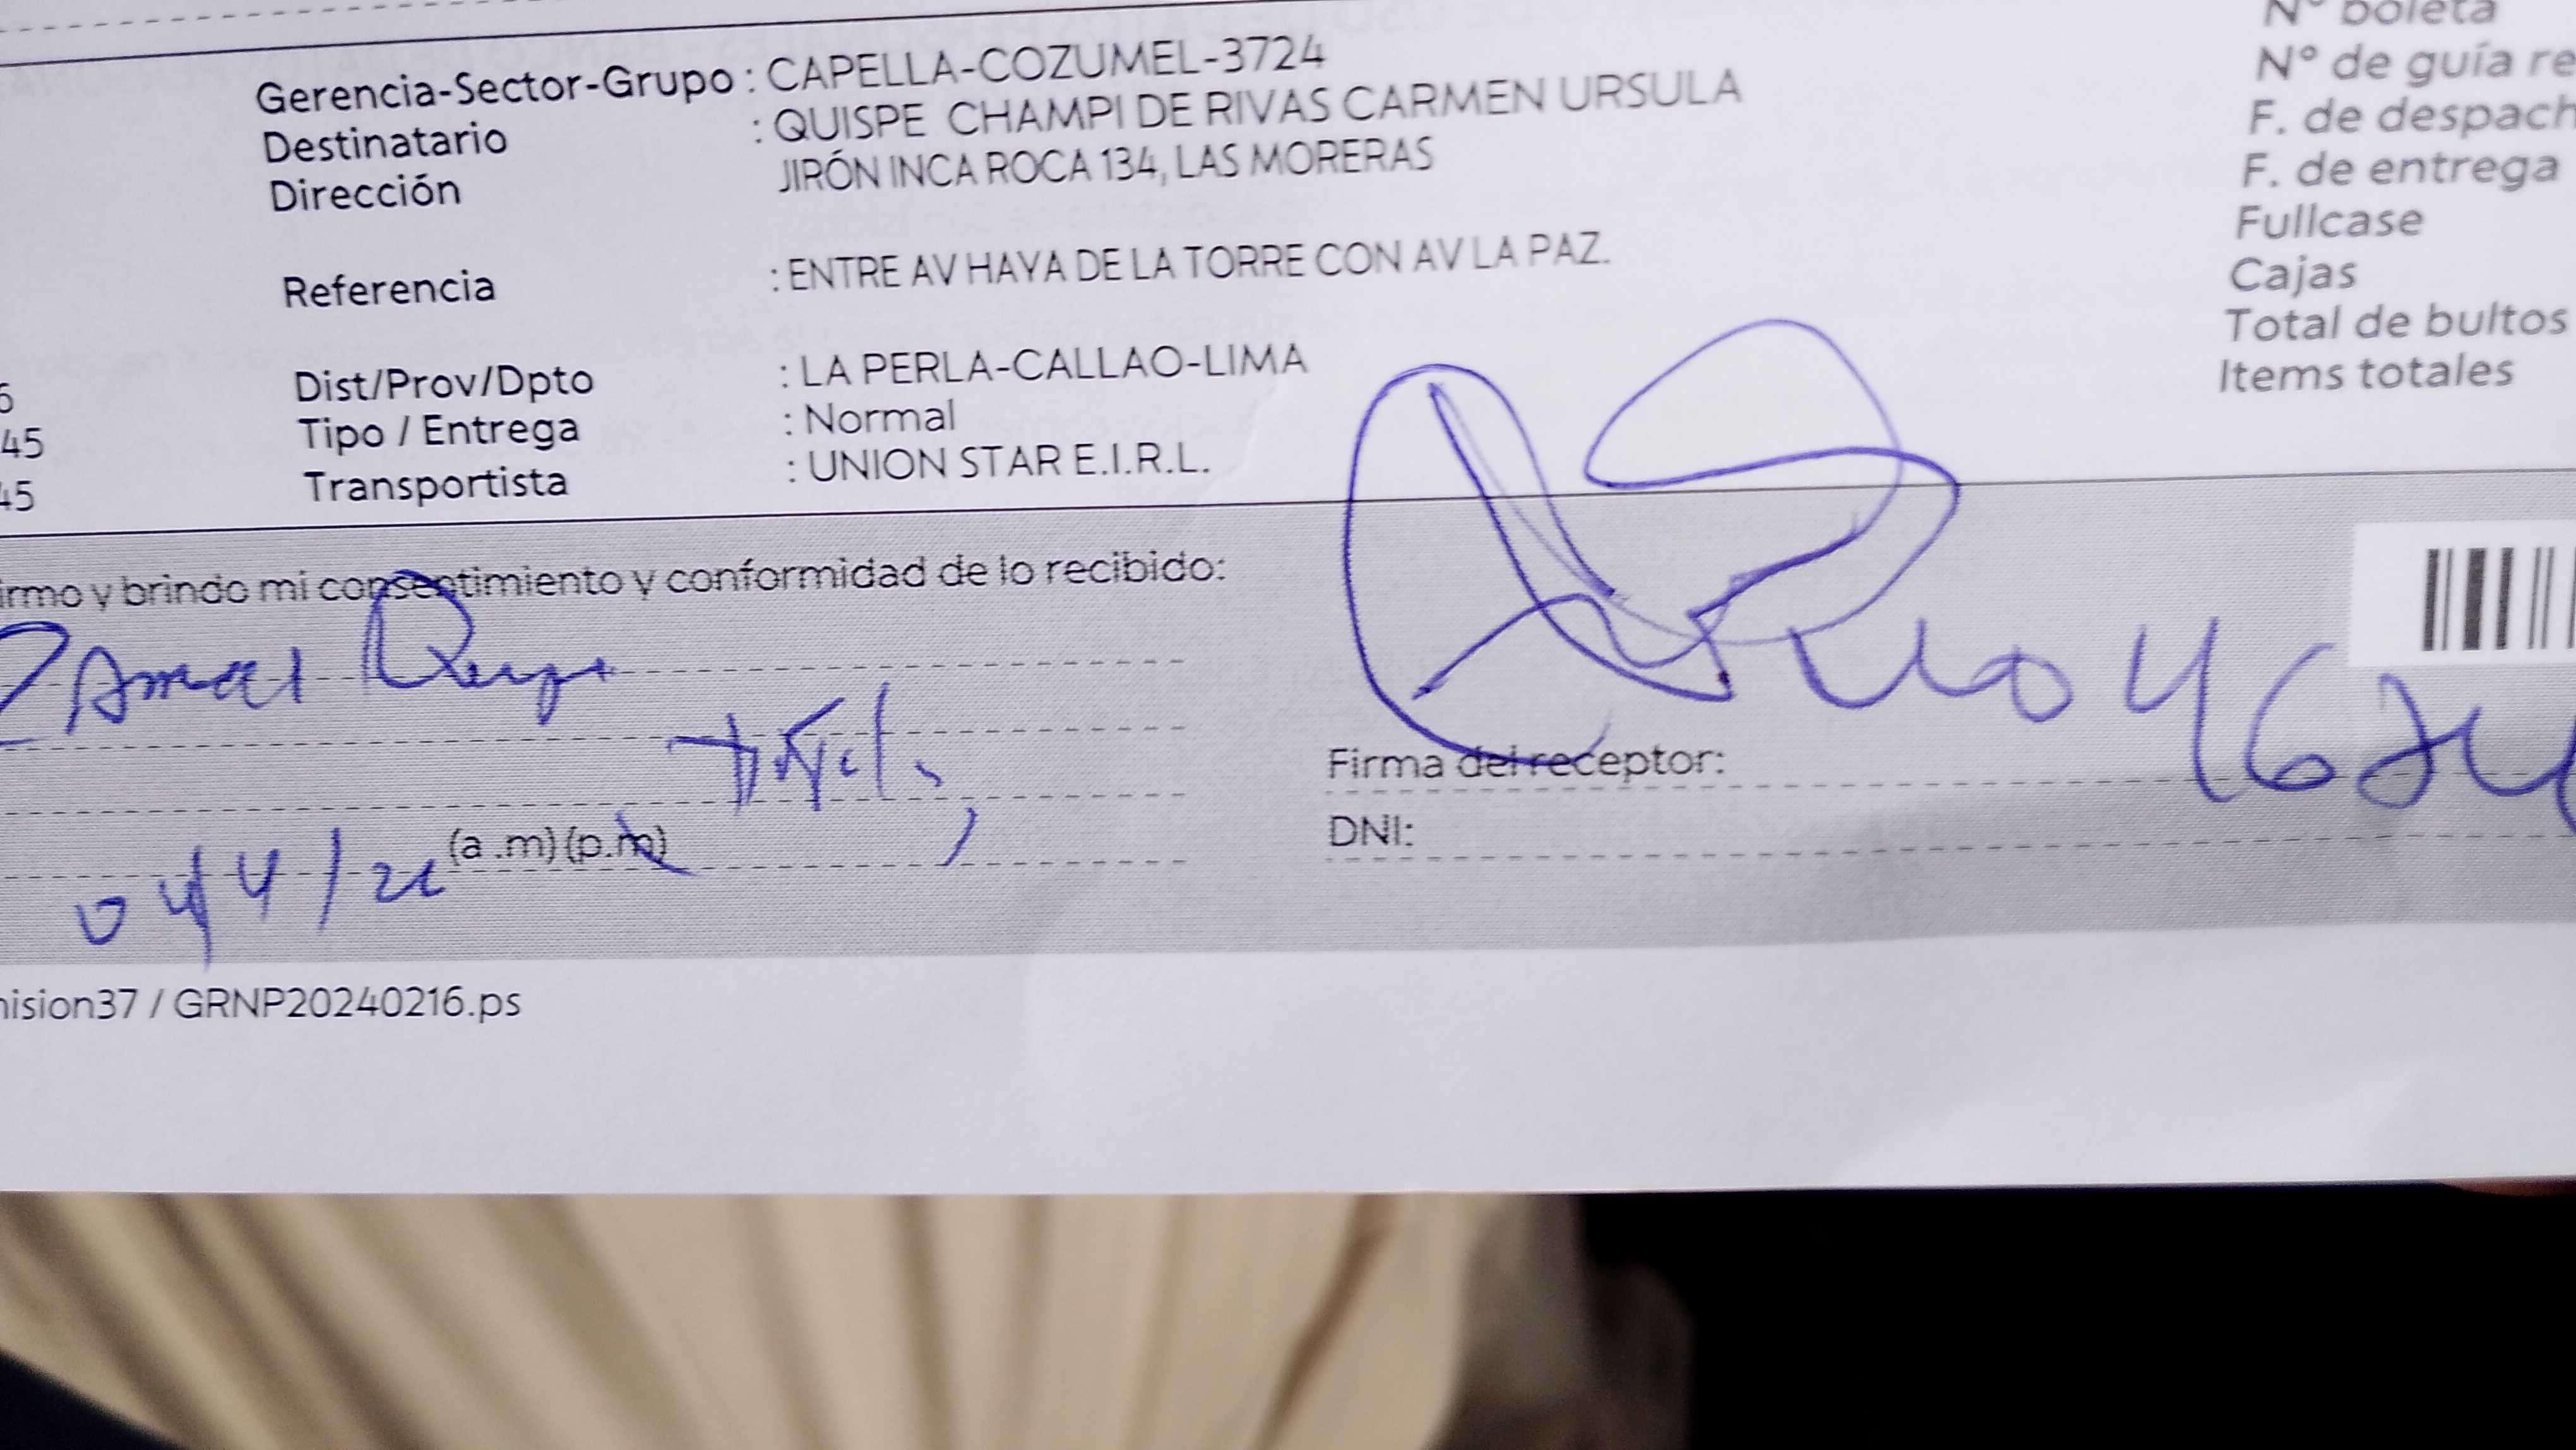 Gerencia-Sector-Grupo : CAPELLA-COZUMEL-3724
Destinatario : QUISPE CHAMPI DE RIVAS CARMEN URSULA
Dirección JIRÓN INCA ROCA 134, LAS MORERAS
Referencia : ENTRE AV HAYA DE LA TORRE CON AV LA PAZ.
Dist/Prov/Dpto : LA PERLA-CALLAO-LIMA
Tipo / Entrega : Normal
Transportista : UNION STAR E.I.R.L.
6
45
45
N° boleta
N° de guía re
F. de despach
F. de entrega
Fullcase
Cajas
Total de bultos
Items totales
irmo y brindo mi consentimiento y conformidad de lo recibido:
(a .m) (p.m)
04/4/
Firma del receptor:
DNI:
nision37 / GRNP20240216.ps